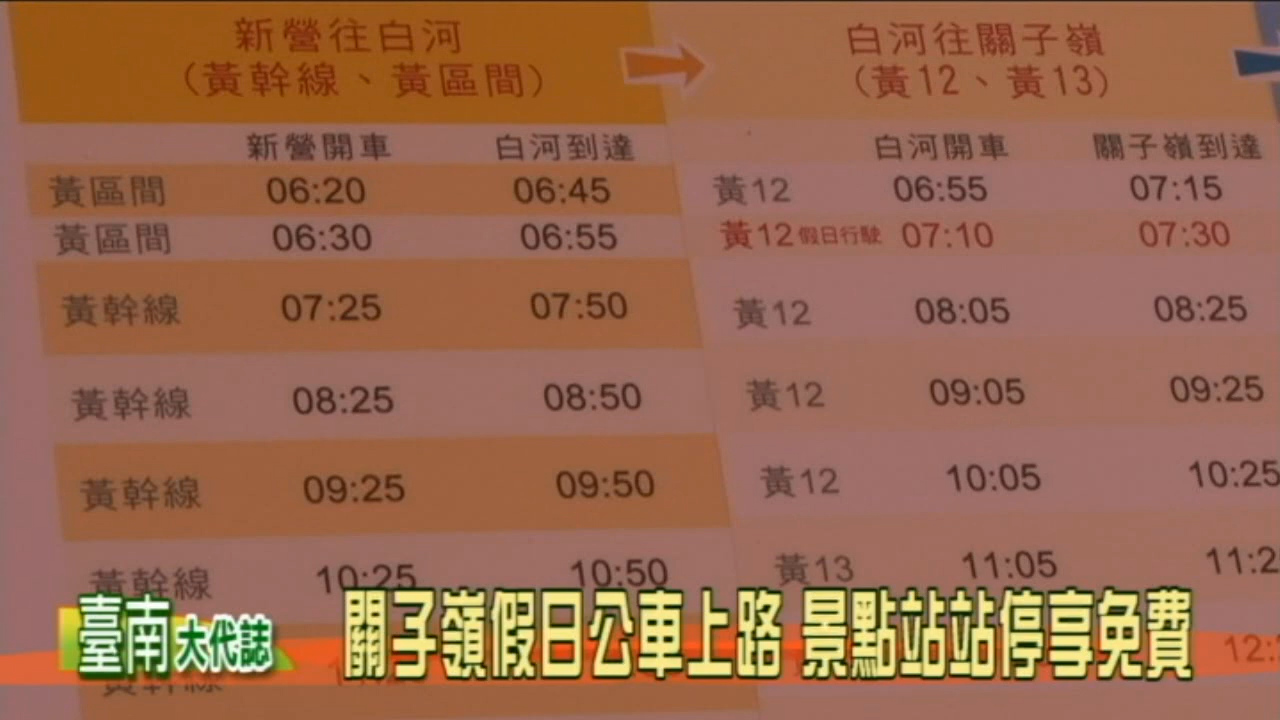 新營往白河
(黃幹線、黃區間)
白河往關子嶺
(黃12、黃13)
新營開車 白河到達 白河開車 關子嶺到達
黃區間 06:20 06:45 黃12 06:55 07:15
黃區間 06:30 06:55 黃12假日行駛 07:10 07:30
黃幹線 07:25 07:50 黃12 08:05 08:25
黃幹線 08:25 08:50 黃12 09:05 09:25
黃幹線 09:25 09:50 黃12 10:05 10:25
黃幹線 10:25 10:50 黃13 11:05 11:2
臺南大代誌 關子嶺假日公車上路 景點站站停享免費
黃幹線